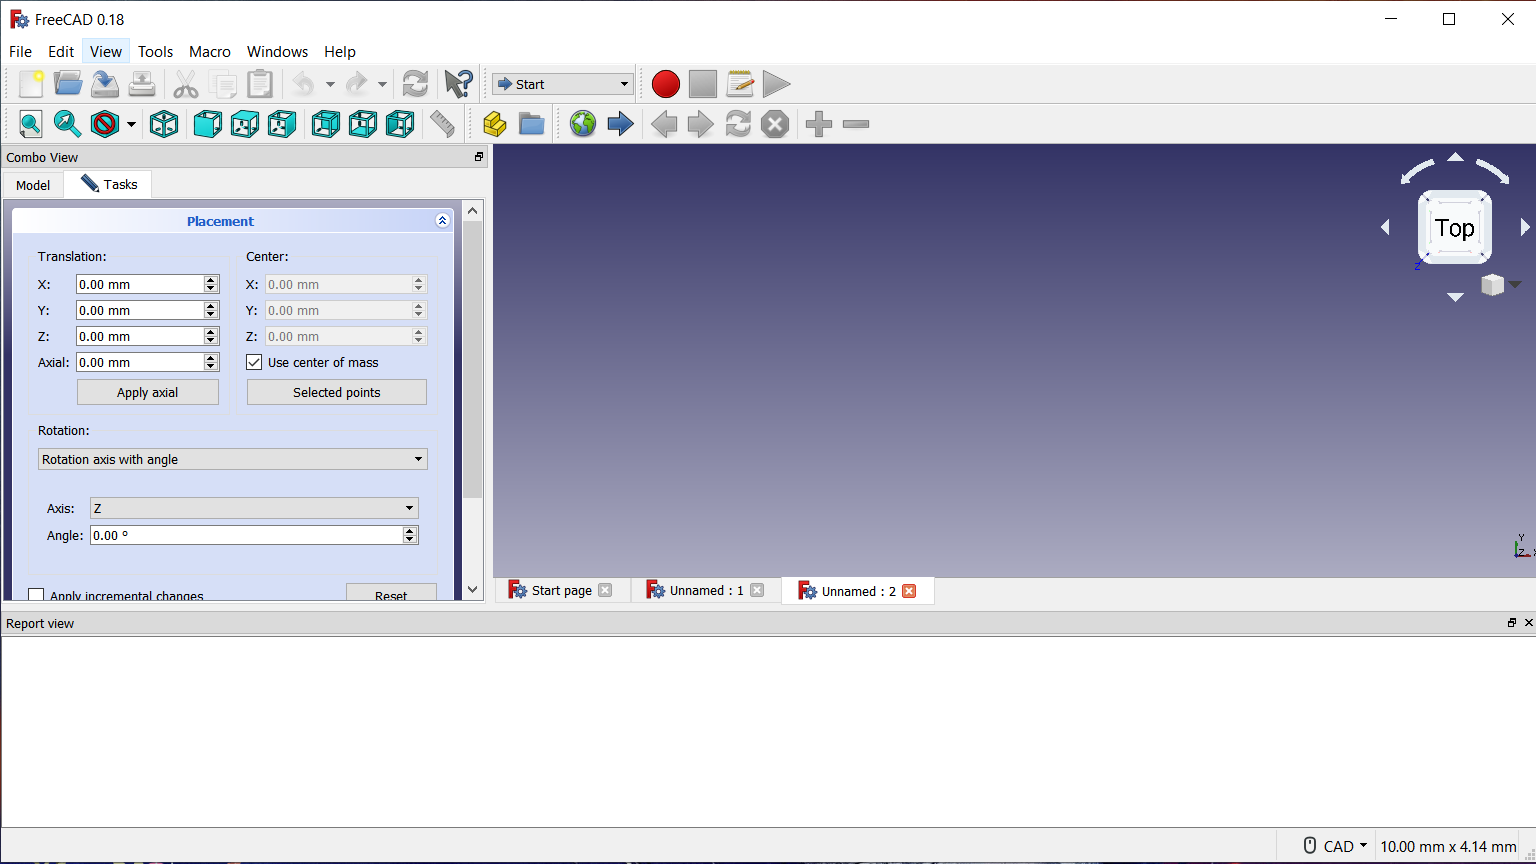 FreeCAD 0.18
File Edit View Tools Macro Windows Help
Start
Combo View
Model Tasks
Placement
Translation: Center:
X: 0.00 mm X: 0.00 mm
Y: 0.00 mm Y: 0.00 mm
Z: 0.00 mm Z: 0.00 mm
Axial: 0.00 mm Use center of mass
Apply axial Selected points
Rotation:
Rotation axis with angle
Axis: Z
Angle: 0.00 °
Apply incremental changes Reset
Top
Z
Y
Z X
Start page Unnamed : 1 Unnamed : 2
Report view
CAD 10.00 mm x 4.14 mm